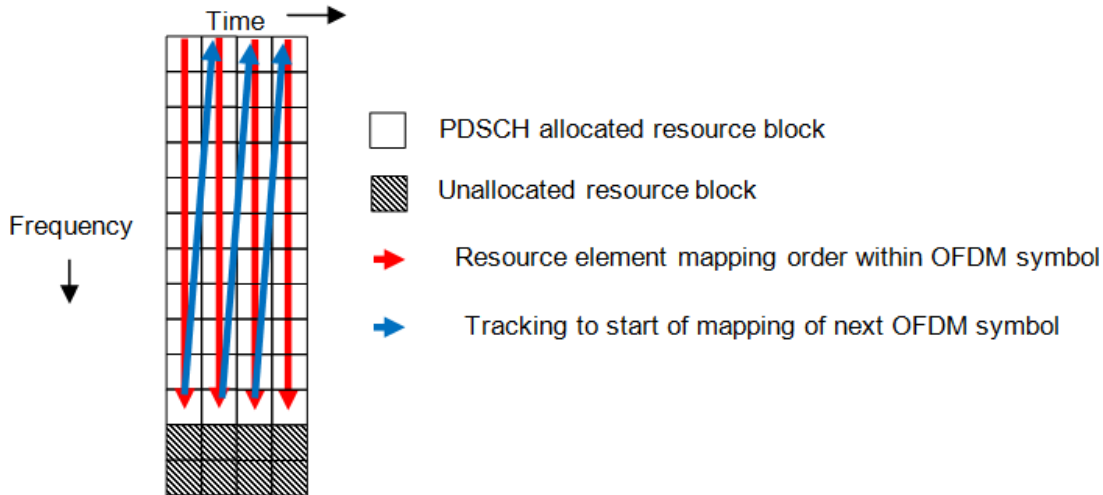 Time
PDSCH allocated resource block
Unallocated resource block
Frequency
Resource element mapping order within OFDM symbol
Tracking to start of mapping of next OFDM symbol